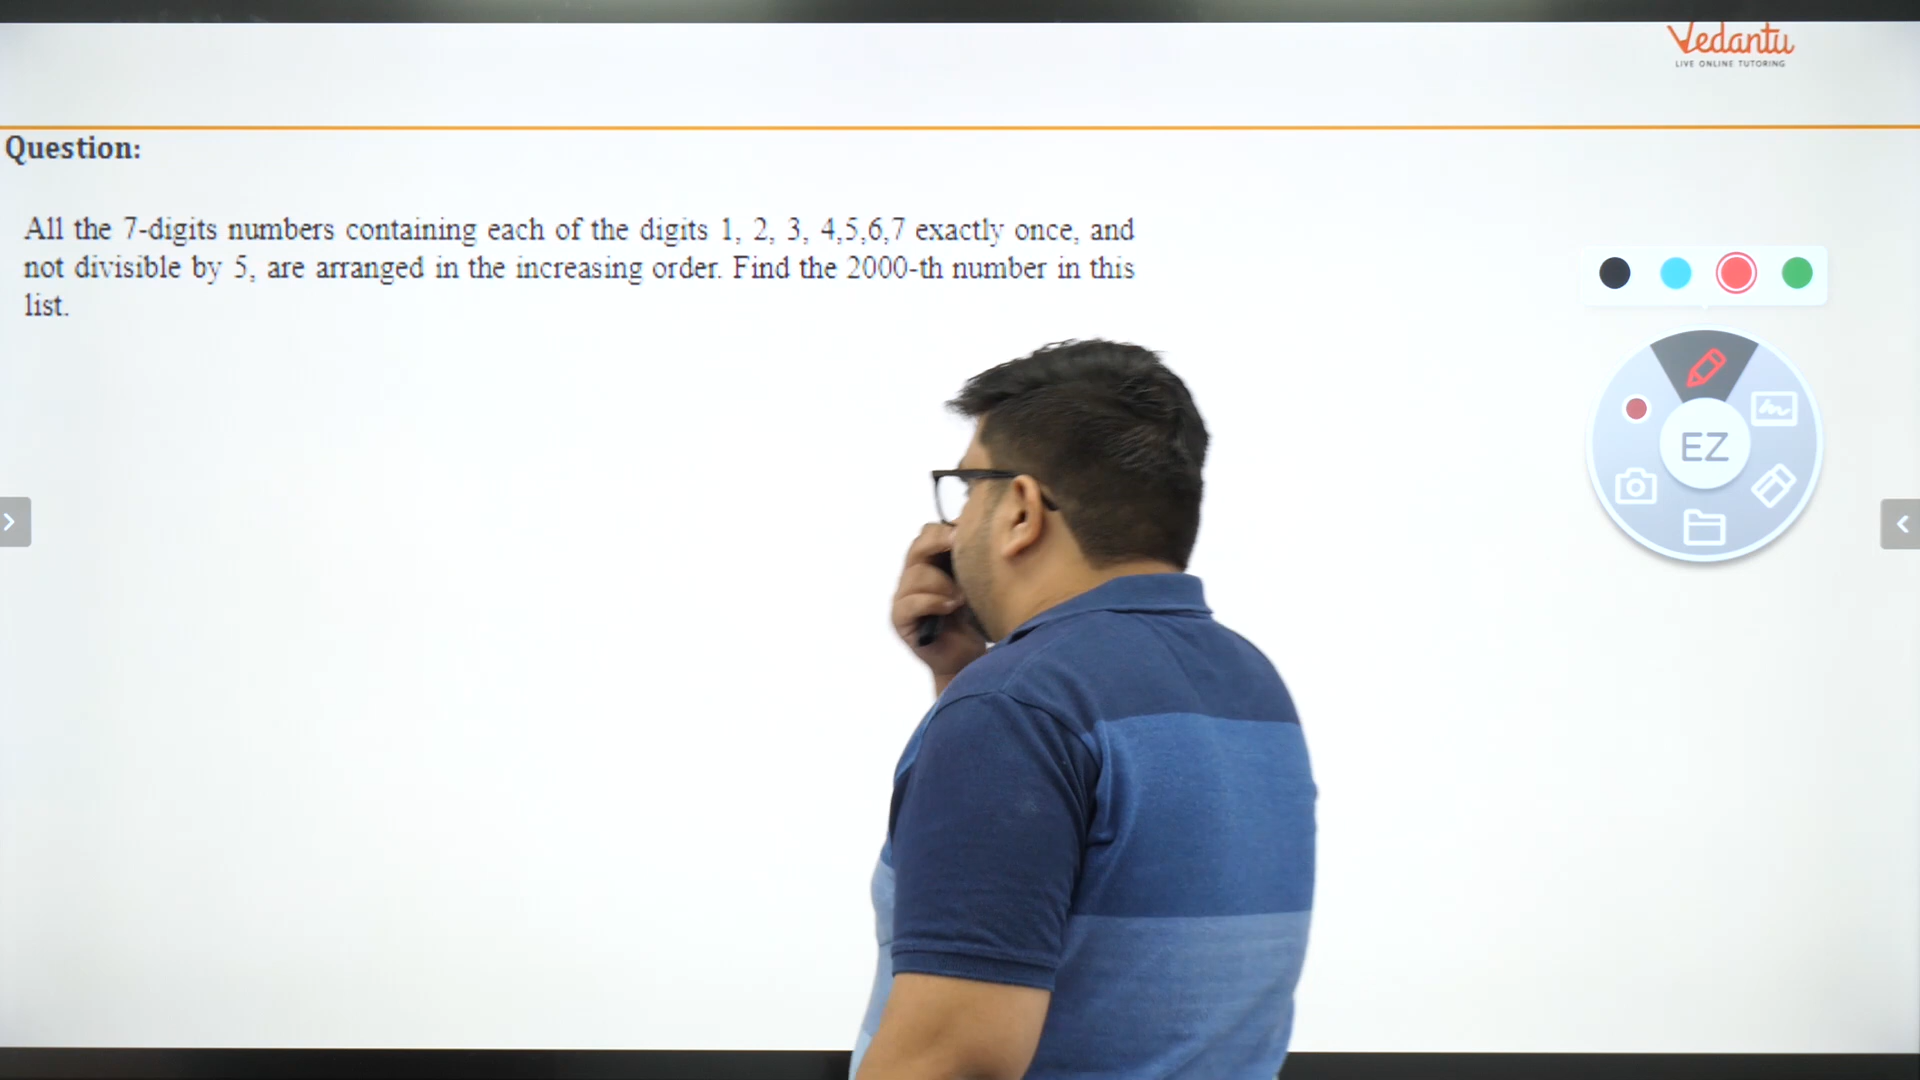 Vedantu
LIVE ONLINE TUTORING
Question:
All the 7-digits numbers containing each of the digits 1, 2, 3, 4,5,6,7 exactly once, and
not divisible by 5, are arranged in the increasing order. Find the 2000-th number in this
list.
EZ